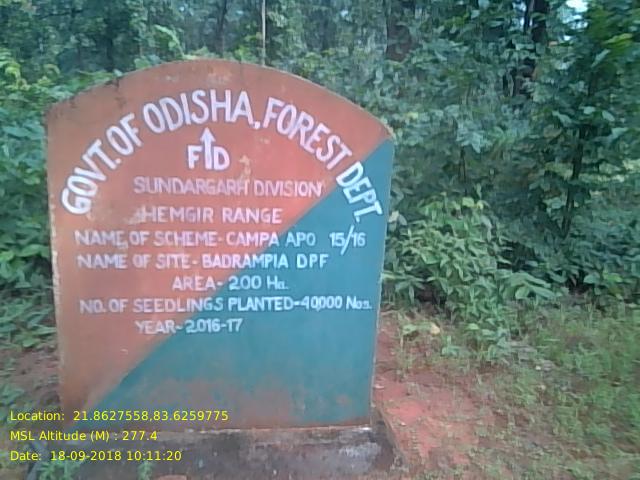 GOVT. OF ODISHA, FOREST DEPT.
F D
SUNDARGARH DIVISION
HEMGIR RANGE
NAME OF SCHEME- CAMPA APO 15/16
NAME OF SITE- BADRAMPIA DPF
AREA- 200 Ha.
NO. OF SEEDLINGS PLANTED-40,000 Nos.
YEAR- 2016-17
Location: 21.8627558,83.6259775
MSL Altitude (M) : 277.4
Date: 18-09-2018 10:11:20